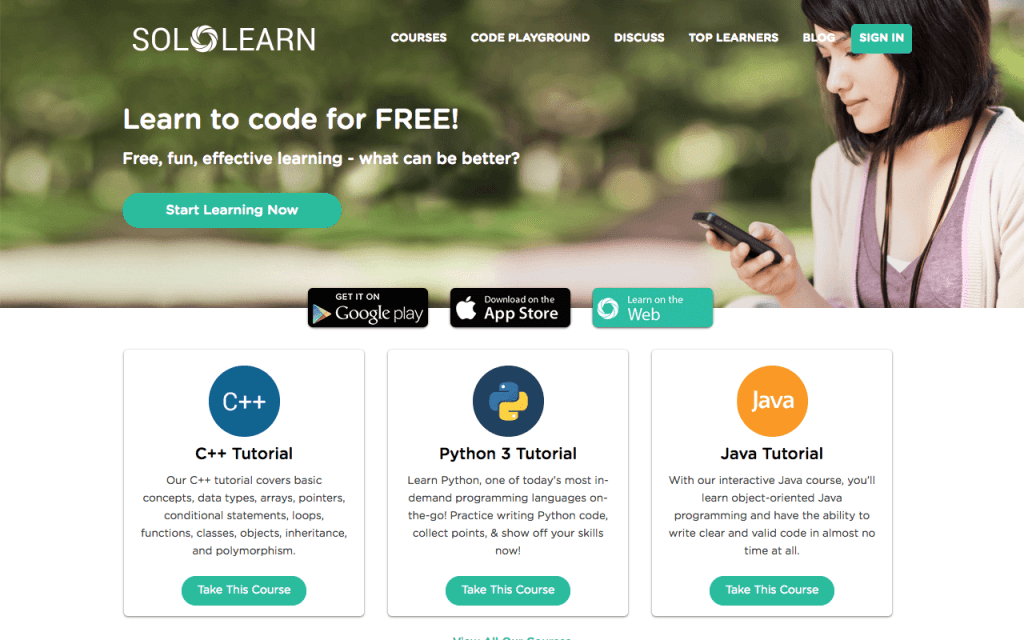 SOLOLEARN
COURSES
CODE PLAYGROUND
DISCUSS
TOP LEARNERS
BLOG
SIGN IN
Learn to code for FREE!
Free, fun, effective learning - what can be better?
Start Learning Now
GET IT ON
Google play
Download on the
App Store
Learn on the
Web
C++
C++ Tutorial
Our C++ tutorial covers basic
concepts, data types, arrays, pointers,
conditional statements, loops,
functions, classes, objects, inheritance,
and polymorphism.
Take This Course
Python 3 Tutorial
Learn Python, one of today's most in-
demand programming languages on-
the-go! Practice writing Python code,
collect points, & show off your skills
now!
Take This Course
Java
Java Tutorial
With our interactive Java course, you'll
learn object-oriented Java
programming and have the ability to
write clear and valid code in almost no
time at all.
Take This Course
View All Our Courses